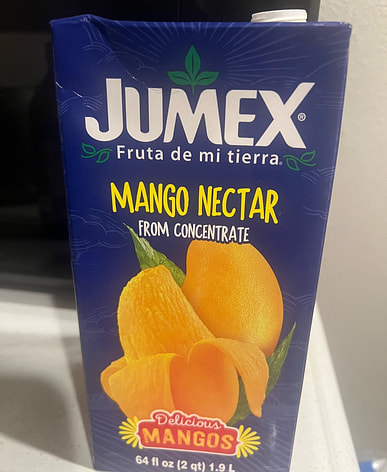 JUMEX®
Fruta de mi tierra®
MANGO NECTAR
FROM CONCENTRATE
Delicious
MANGOS
64 fl oz (2 qt) 1.9 L